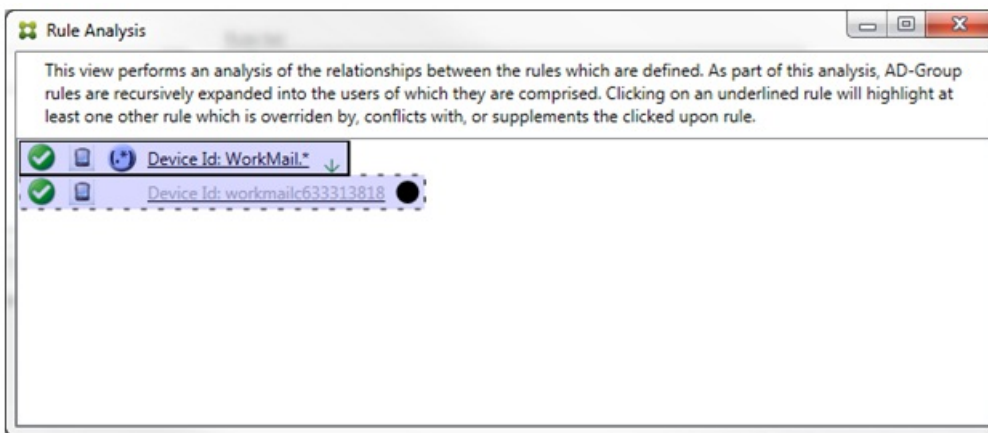 Rule Analysis
This view performs an analysis of the relationships between the rules which are defined. As part of this analysis, AD-Group
rules are recursively expanded into the users of which they are comprised. Clicking on an underlined rule will highlight at
least one other rule which is overriden by, conflicts with, or supplements the clicked upon rule.
(.*) Device Id: WorkMail.*
Device Id: workmailc633313818